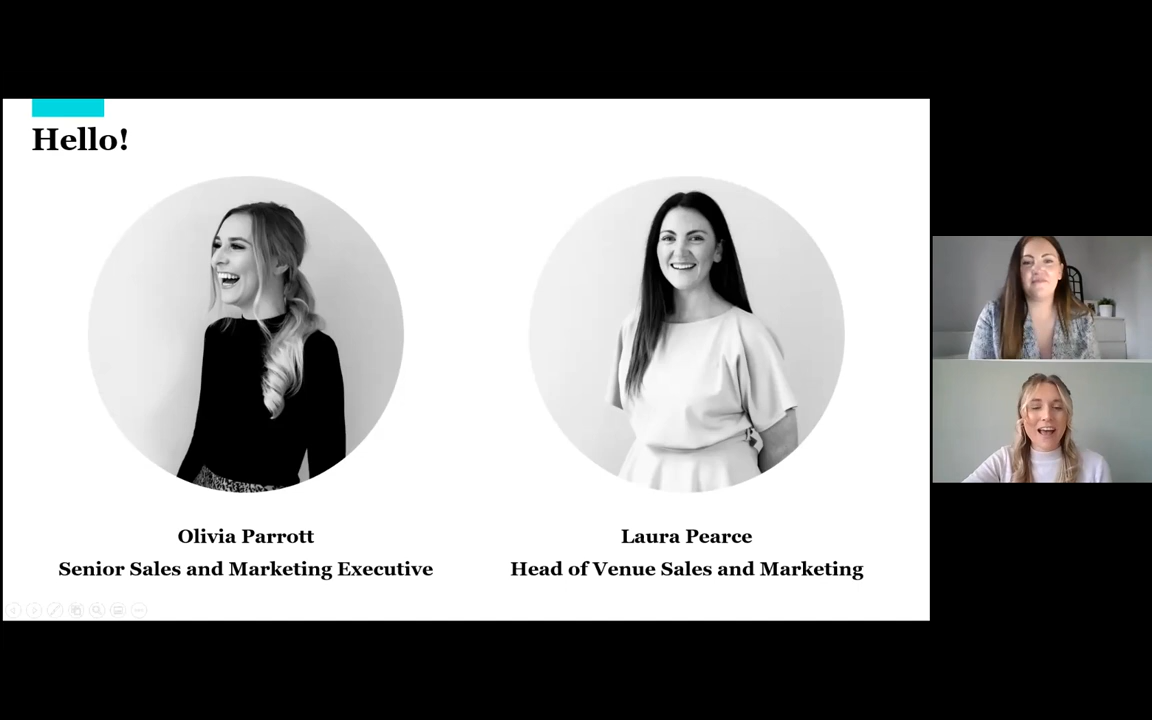 Hello!
Olivia Parrott
Senior Sales and Marketing Executive
Laura Pearce
Head of Venue Sales and Marketing